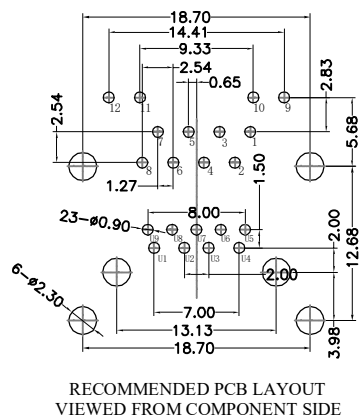 18.70
14.41
9.33
2.54
0.65
2.83
5.68
12 11 10 9
2.54
7 5 3 1
8 6 4 2
1.27
1.50
23-ø0.90
8.00
U9 U8 U7 U6 U5
U1 U2 U3 U4
2.00
12.68
2.00
6-ø2.30
7.00
13.13
3.98
18.70
RECOMMENDED PCB LAYOUT
VIEWED FROM COMPONENT SIDE